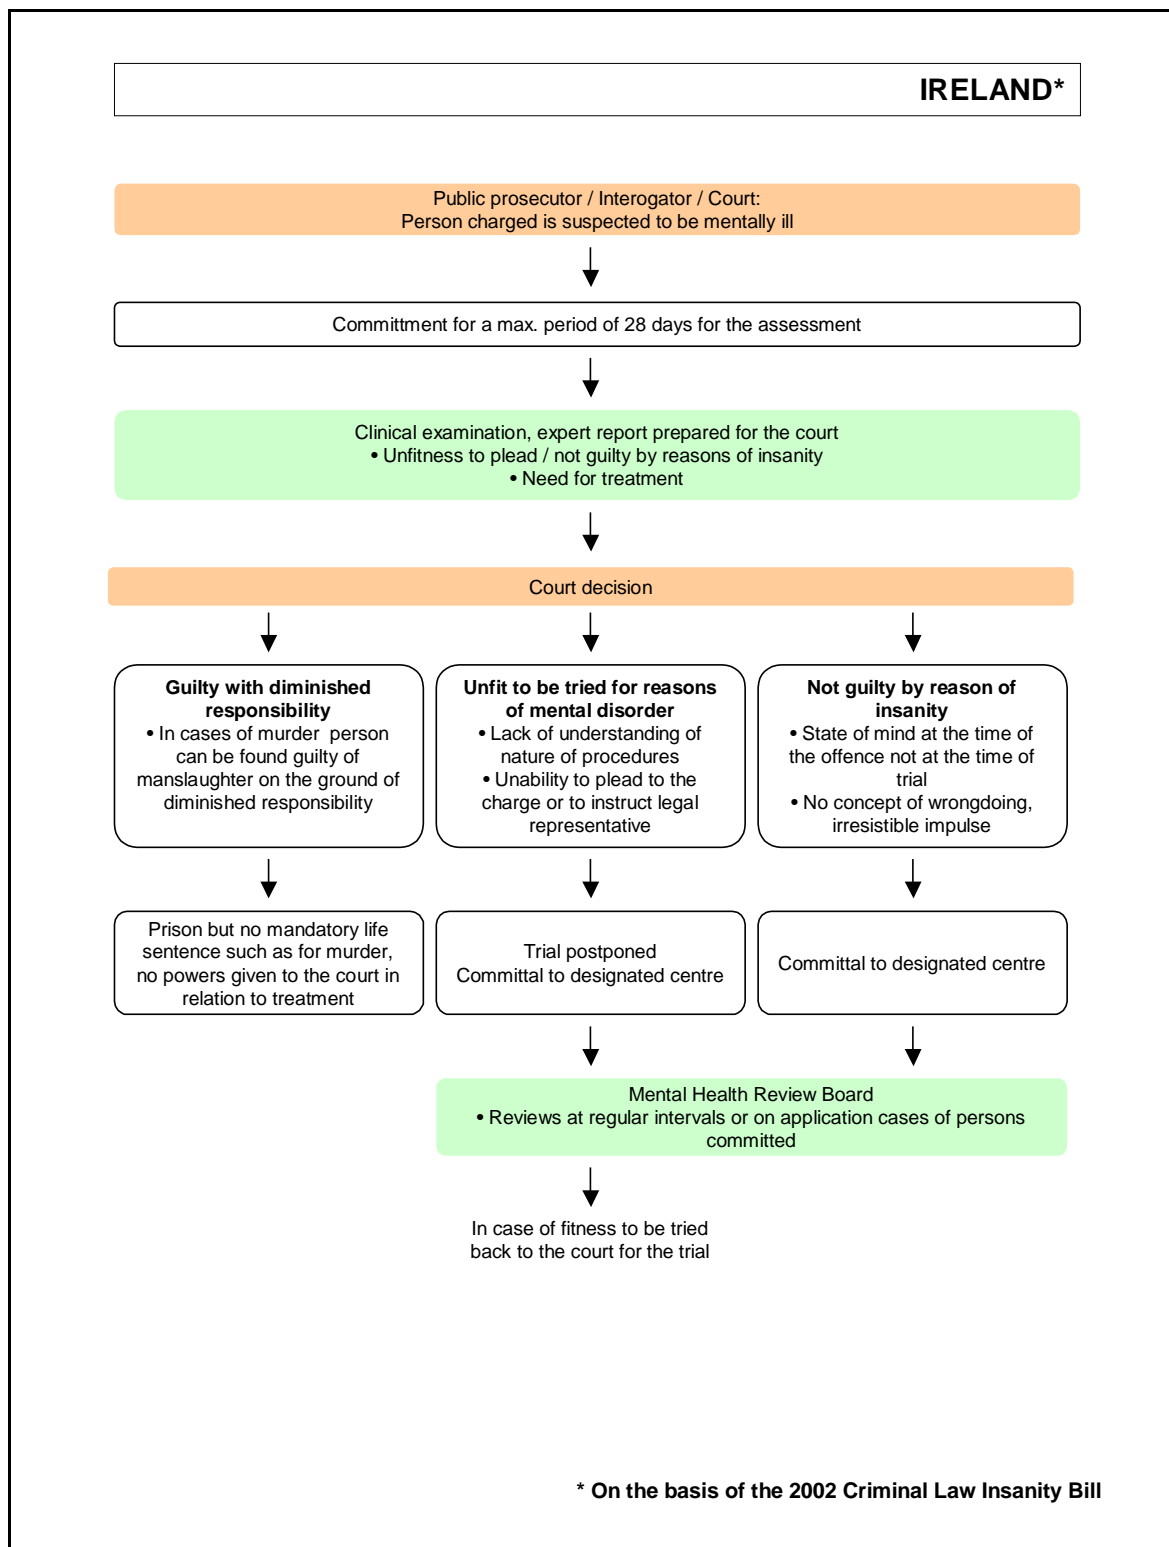 IRELAND*
Public prosecutor / Interogator / Court:
Person charged is suspected to be mentally ill
Committment for a max. period of 28 days for the assessment
Clinical examination, expert report prepared for the court
• Unfitness to plead / not guilty by reasons of insanity
• Need for treatment
Court decision
Guilty with diminished
responsibility
• In cases of murder person
can be found guilty of
manslaughter on the ground of
diminished responsibility
Unfit to be tried for reasons
of mental disorder
• Lack of understanding of
nature of procedures
• Unability to plead to the
charge or to instruct legal
representative
Not guilty by reason of
insanity
• State of mind at the time of
the offence not at the time of
trial
• No concept of wrongdoing,
irresistible impulse
Prison but no mandatory life
sentence such as for murder,
no powers given to the court in
relation to treatment
Trial postponed
Committal to designated centre
Committal to designated centre
Mental Health Review Board
• Reviews at regular intervals or on application cases of persons
committed
In case of fitness to be tried
back to the court for the trial
* On the basis of the 2002 Criminal Law Insanity Bill